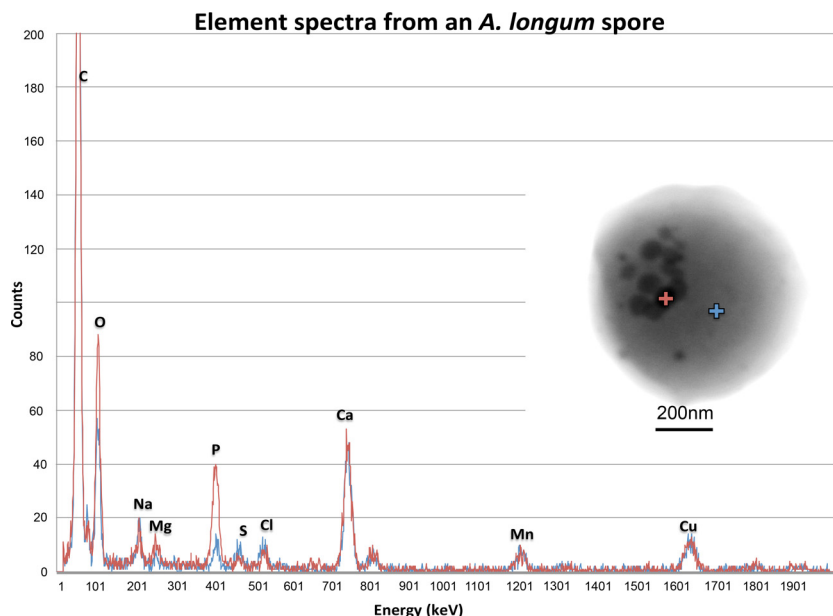 Element spectra from an A. longum spore
200
180
160
140
120
80
60
40
20
0
Counts
C
O
Na
Mg
P
S
Cl
Ca
Mn
Cu
200nm
1 101 201 301 401 501 601 701 801 901 1001 1101 1201 1301 1401 1501 1601 1701 1801 1901
Energy (keV)